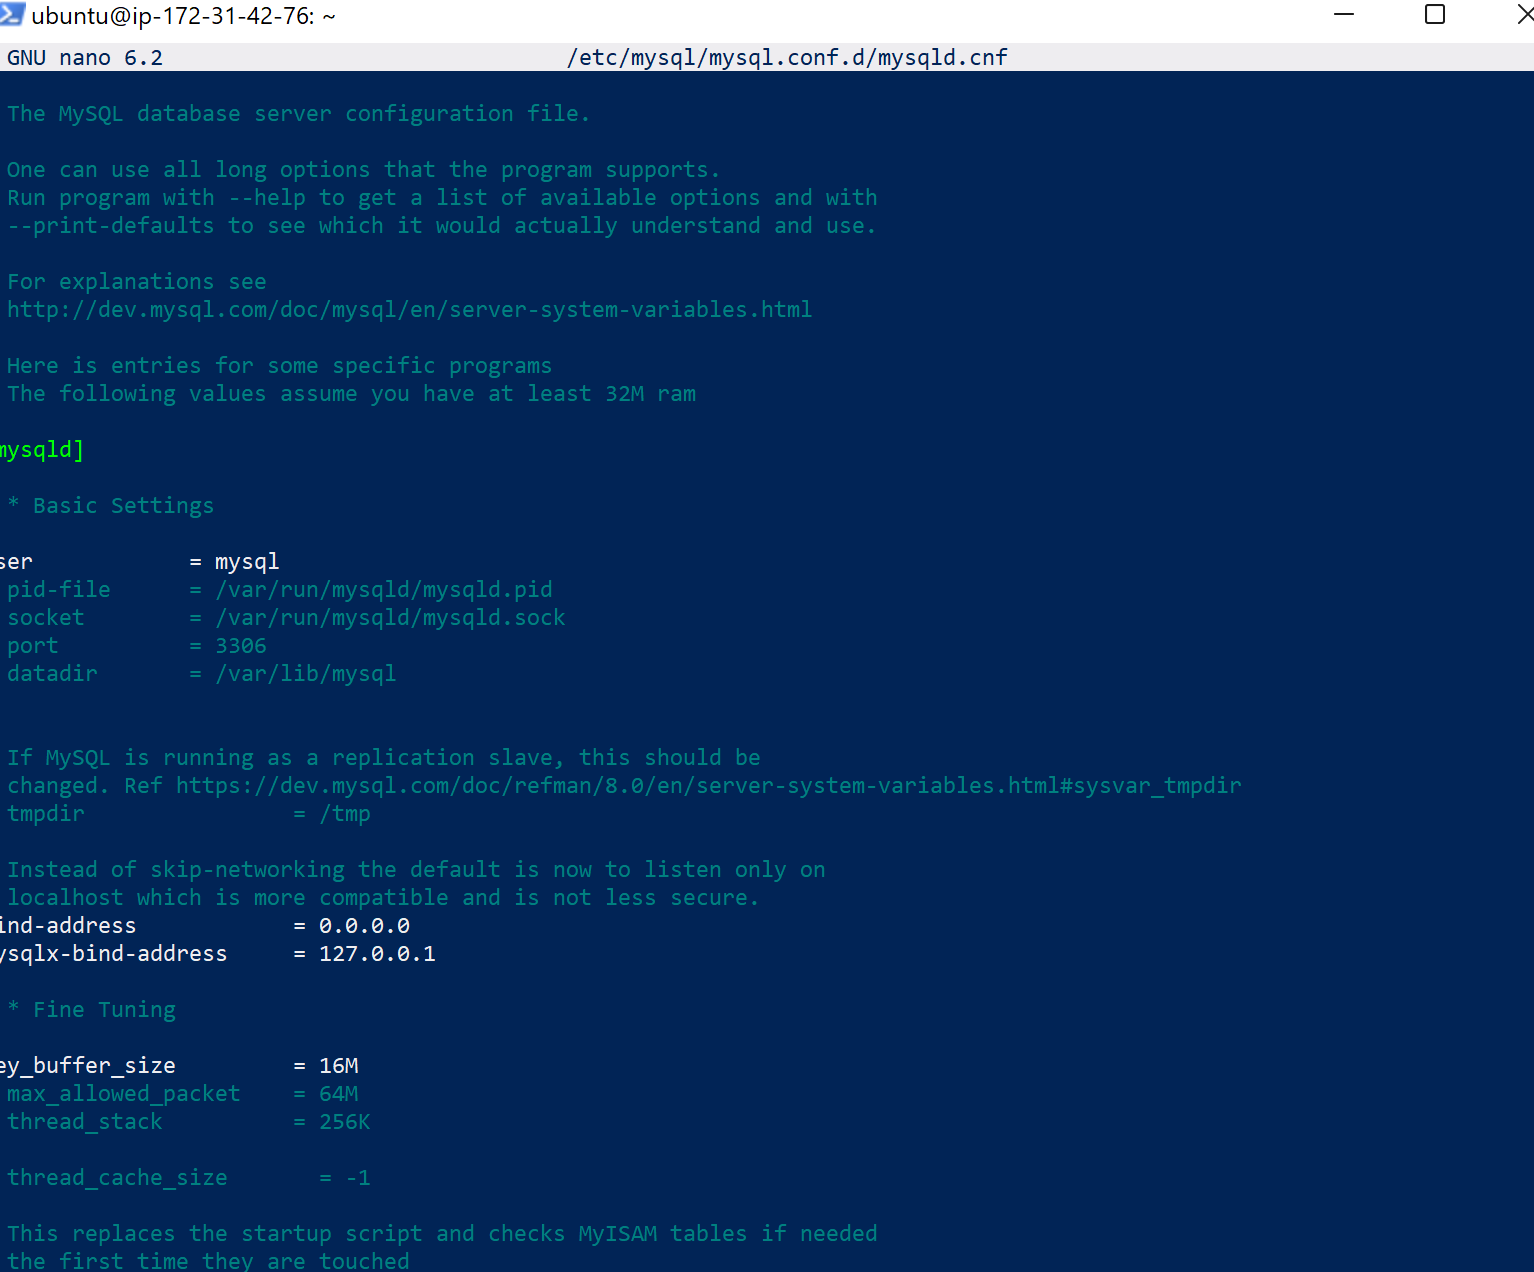 ubuntu@ip-172-31-42-76: ~
GNU nano 6.2 /etc/mysql/mysql.conf.d/mysqld.cnf
The MySQL database server configuration file.
One can use all long options that the program supports.
Run program with --help to get a list of available options and with
--print-defaults to see which it would actually understand and use.
For explanations see
http://dev.mysql.com/doc/mysql/en/server-system-variables.html
Here is entries for some specific programs
The following values assume you have at least 32M ram
mysqld]
* Basic Settings
ser = mysql
pid-file = /var/run/mysqld/mysqld.pid
socket = /var/run/mysqld/mysqld.sock
port = 3306
datadir = /var/lib/mysql
If MySQL is running as a replication slave, this should be
changed. Ref https://dev.mysql.com/doc/refman/8.0/en/server-system-variables.html#sysvar_tmpdir
tmpdir = /tmp
Instead of skip-networking the default is now to listen only on
localhost which is more compatible and is not less secure.
ind-address = 0.0.0.0
ysqlx-bind-address = 127.0.0.1
* Fine Tuning
ey_buffer_size = 16M
max_allowed_packet = 64M
thread_stack = 256K
thread_cache_size = -1
This replaces the startup script and checks MyISAM tables if needed
the first time they are touched